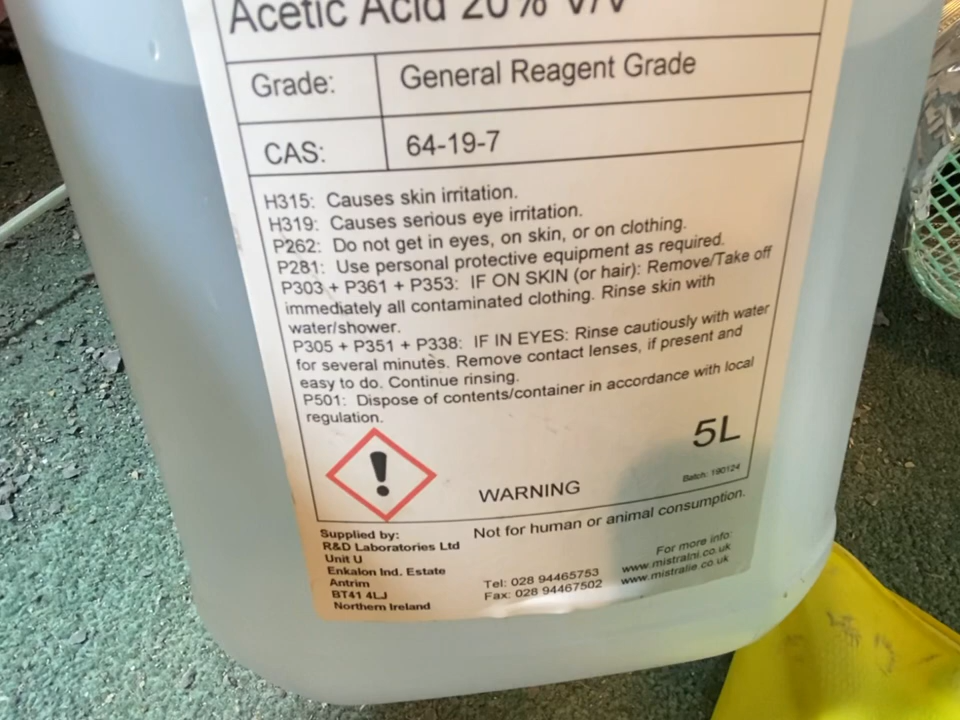 Acetic Acid 20% V/V
Grade: General Reagent Grade
CAS: 64-19-7
H315: Causes skin irritation.
H319: Causes serious eye irritation.
P262: Do not get in eyes, on skin, or on clothing.
P281: Use personal protective equipment as required.
P303 + P361 + P353: IF ON SKIN (or hair): Remove/Take off
immediately all contaminated clothing. Rinse skin with
water/shower.
P305 + P351 + P338: IF IN EYES: Rinse cautiously with water
for several minutes. Remove contact lenses, if present and
easy to do. Continue rinsing.
P501: Dispose of contents/container in accordance with local
regulation.
5L
Batch: 190124
WARNING
Not for human or animal consumption.
Supplied by:
R&D Laboratories Ltd
Unit U
Enkalon Ind. Estate
Antrim
BT41 4LJ
Northern Ireland
Tel: 028 94465753
Fax: 028 94467502
For more info:
www.mistralni.co.uk
www.mistralie.co.uk